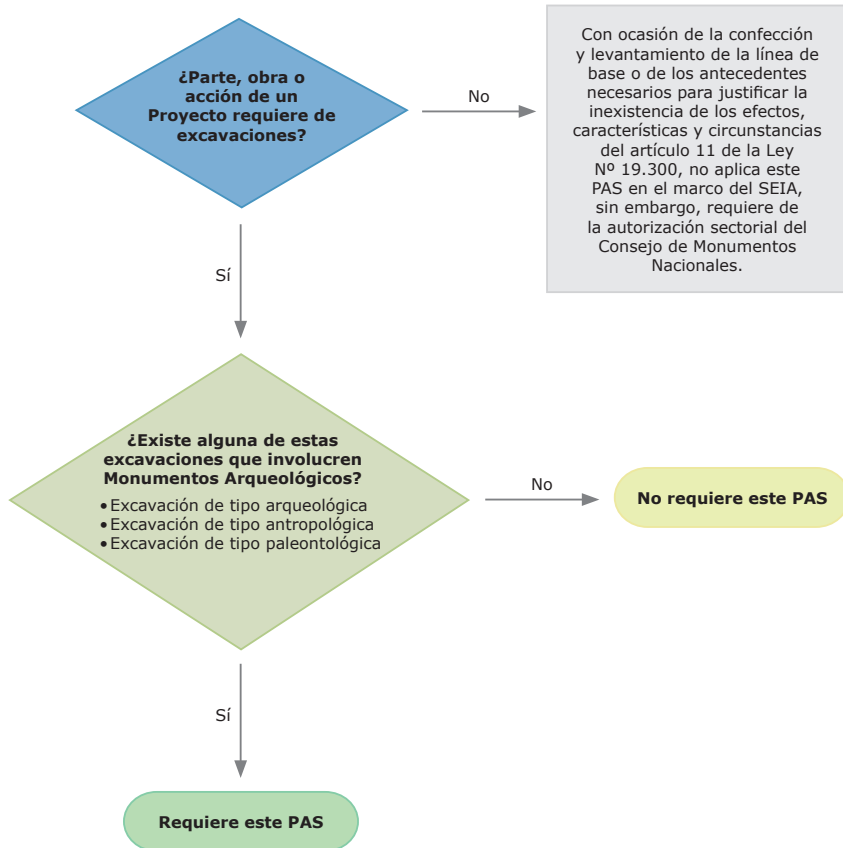 ¿Parte, obra o
acción de un
Proyecto requiere de
excavaciones?
No
Con ocasión de la confección
y levantamiento de la línea de
base o de los antecedentes
necesarios para justificar la
inexistencia de los efectos,
características y circunstancias
del artículo 11 de la Ley
Nº 19.300, no aplica este
PAS en el marco del SEIA,
sin embargo, requiere de
la autorización sectorial del
Consejo de Monumentos
Nacionales.
Sí
¿Existe alguna de estas
excavaciones que involucren
Monumentos Arqueológicos?
• Excavación de tipo arqueológica
• Excavación de tipo antropológica
• Excavación de tipo paleontológica
No
No requiere este PAS
Sí
Requiere este PAS